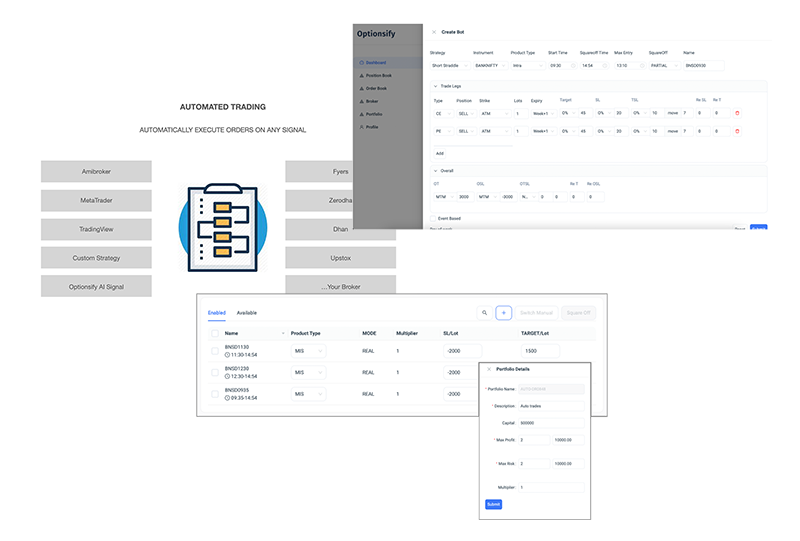 AUTOMATED TRADING
AUTOMATICALLY EXECUTE ORDERS ON ANY SIGNAL
Amibroker
MetaTrader
TradingView
Custom Strategy
Optionsify AI Signal
Fyers
Zerodha
Dhan
Upstox
...Your Broker
Optionsify
Dashboard
Position Book
Order Book
Broker
Portfolio
Profile
Create Bot
Strategy Instrument Product Type Start Time Squareoff Time Max Entry SquareOff Name
Short Straddle BANKNIFTY Intra 09:30 14:54 13:10 PARTIAL BNSD0930
Trade Legs
Type Position Strike Lots Expiry Target SL TSL Re SL Re T
CE SELL ATM 1 Week+1 0% 45 0% 20 0% 10 move 7 0 0
PE SELL ATM 1 Week+1 0% 45 0% 20 0% 10 move 7 0 0
Add
Overall
OT OSL OTSL Re T Re OSL
MTM 3000 MTM -3000 N... 0 0 0 0
Event Based
Enabled Available
Switch Manual Square Off
Name Product Type MODE Multiplier SL/Lot TARGET/Lot
BNSD1130
11:30-14:54
MIS REAL 1 -2000 1500
BNSD1230
12:30-14:54
MIS REAL 1 -2000
BNSD0935
09:35-14:54
MIS REAL 1 -2000
Portfolio Details
* Portfolio Name:
* Description: Auto trades
Capital: 500000
* Max Profit: 2 10000.00
* Max Risk: 2 10000.00
Multiplier: 1
Submit